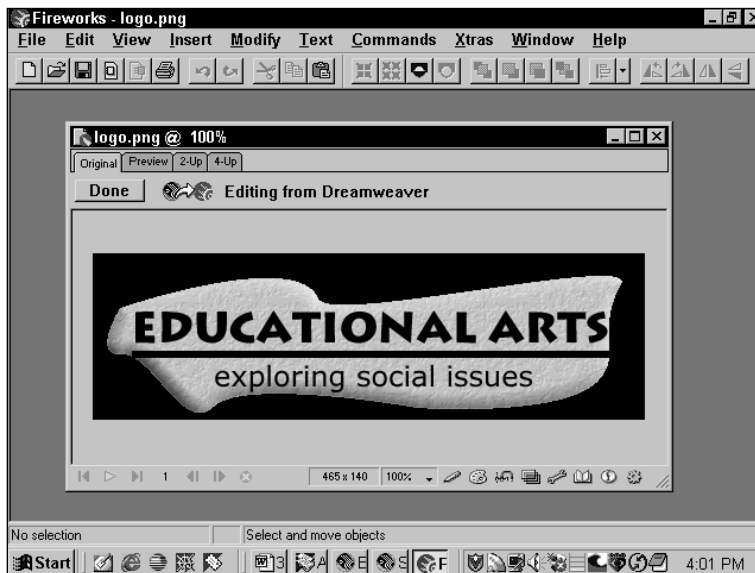 Fireworks - logo.png
File Edit View Insert Modify Text Commands Xtras Window Help
logo.png @ 100%
Original Preview 2-Up 4-Up
Done Editing from Dreamweaver
EDUCATIONAL ARTS
exploring social issues
1 465 x 140 100%
No selection Select and move objects
Start 3 A E S F 4:01 PM